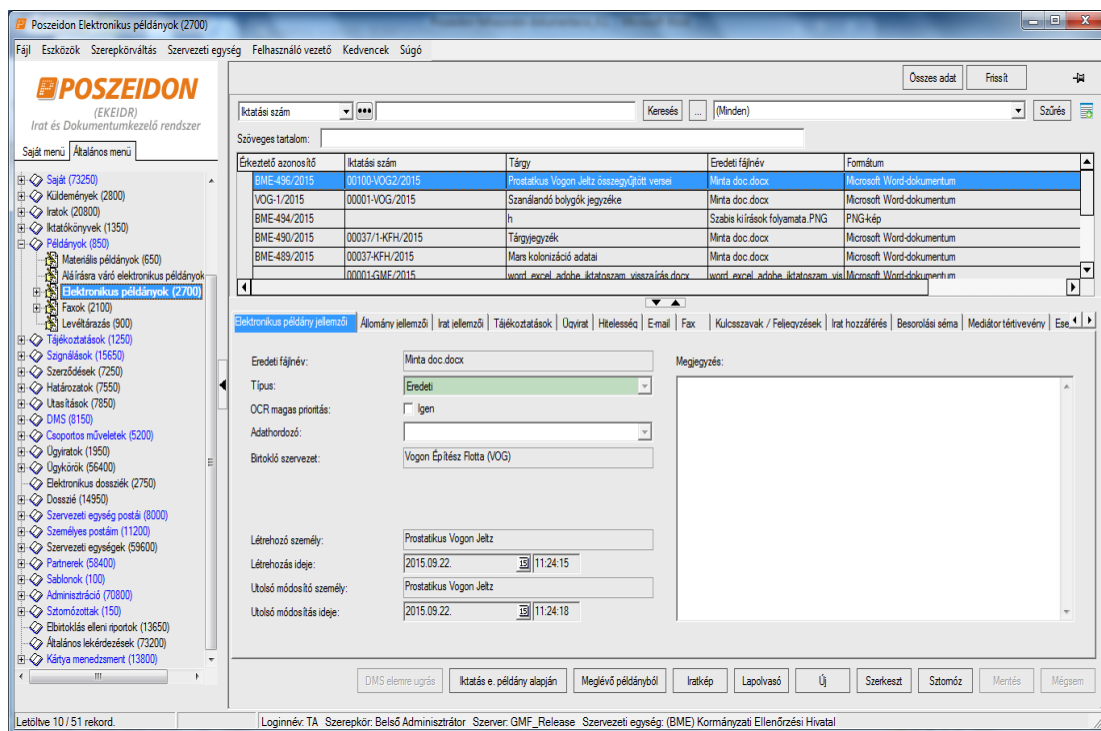 Poszeidon Elektronikus példányok (2700)
Fájl Eszközök Szerepkörváltás Szervezeti egység Felhasználó vezető Kedvencek Súgó
POSZEIDON
(EKEIDR)
Irat és Dokumentumkezelő rendszer
Saját menü Általános menü
Saját (73250)
Küldemények (2800)
Iratok (20800)
Iktatókönyvek (1350)
Példányok (850)
Materiális példányok (650)
Aláírásra váró elektronikus példányok
Elektronikus példányok (2700)
Faxok (2100)
Levéltárazás (900)
Tájékoztatások (1250)
Szignálások (15650)
Szerződések (7250)
Határozatok (7550)
Utasítások (7850)
DMS (8150)
Csoportos műveletek (5200)
Ügyiratok (1950)
Ügykörök (56400)
Elektronikus dossziék (2750)
Dosszié (14950)
Szervezeti egység postái (8000)
Személyes postáim (11200)
Szervezeti egységek (59600)
Partnerek (58400)
Sablonok (100)
Adminisztráció (70800)
Sztornózottak (150)
Elbirtoklás elleni riportok (13650)
Általános lekérdezések (73200)
Kártya menedzsment (13800)
Összes adat Frissít
Iktatási szám ••• Keresés ... (Minden) Szűrés
Szöveges tartalom:
Érkeztető azonosító Iktatási szám Tárgy Eredeti fájlnév Formátum
BME-496/2015 00100-VOG2/2015 Prostatkus Vogon Jeltz összegyűjtött versei Minta doc.docx Microsoft Word-dokumentum
VOG-1/2015 00001-VOG/2015 Szanálandó bolygók jegyzéke Minta doc.docx Microsoft Word-dokumentum
BME-494/2015 h Szabis kiírások folyamata.PNG PNG-kép
BME-490/2015 00037/1-KFH/2015 Tárgyjegyzék Minta doc.docx Microsoft Word-dokumentum
BME-489/2015 00037-KFH/2015 Mars kolonizáció adatai Minta doc.docx Microsoft Word-dokumentum
00001-GMF/2015 word_excel_adobe_iktatoszam_visszaírás.docx word_excel_adobe_iktatoszam_vis Microsoft Word-dokumentum
Elektronikus példány jellemzői Állomány jellemzői Irat jellemzői Tájékoztatások Ügyirat Hitelesség E-mail Fax Kulcsszavak / Feljegyzések Irat hozzáférés Besorolási séma Mediátor tértivevény Ese
Eredeti fájlnév: Minta doc.docx Megjegyzés:
Típus: Eredeti
OCR magas prioritás: Igen
Adathordozó:
Birtokló szervezet: Vogon Építész Flotta (VOG)
Létrehozó személy: Prostatikus Vogon Jeltz
Létrehozás ideje: 2015.09.22. 15 11:24:15
Utolsó módosító személy: Prostatikus Vogon Jeltz
Utolsó módosítás ideje: 2015.09.22. 15 11:24:18
DMS elemre ugrás Iktatás e. példány alapján Meglévő példányból Iratkép Lapolvasó Új Szerkeszt Sztornóz Mentés Mégsem
Letöltve 10 / 51 rekord. Loginnév: TA Szerepkör: Belső Adminisztrátor Szerver: GMF_Release Szervezeti egység: (BME) Kormányzati Ellenőrzési Hivatal